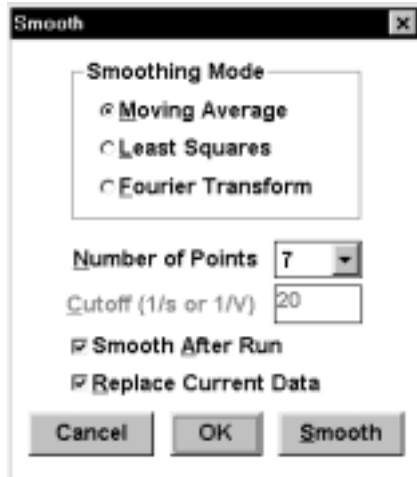 Smooth
Smoothing Mode
Moving Average
Least Squares
Fourier Transform
Number of Points 7
Cutoff (1/s or 1/V) 20
Smooth After Run
Replace Current Data
Cancel OK Smooth